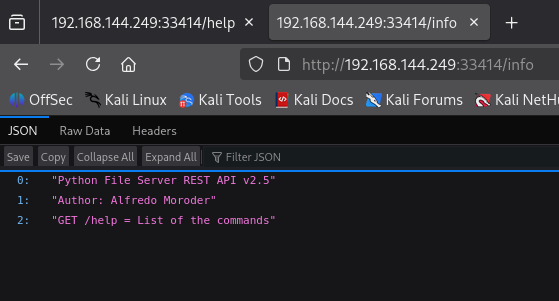 192.168.144.249:33414/help
192.168.144.249:33414/info
http://192.168.144.249:33414/info
OffSec Kali Linux Kali Tools Kali Docs Kali Forums Kali NetHu
JSON Raw Data Headers
Save Copy Collapse All Expand All Filter JSON
0: "Python File Server REST API v2.5"
1: "Author: Alfredo Moroder"
2: "GET /help = List of the commands"